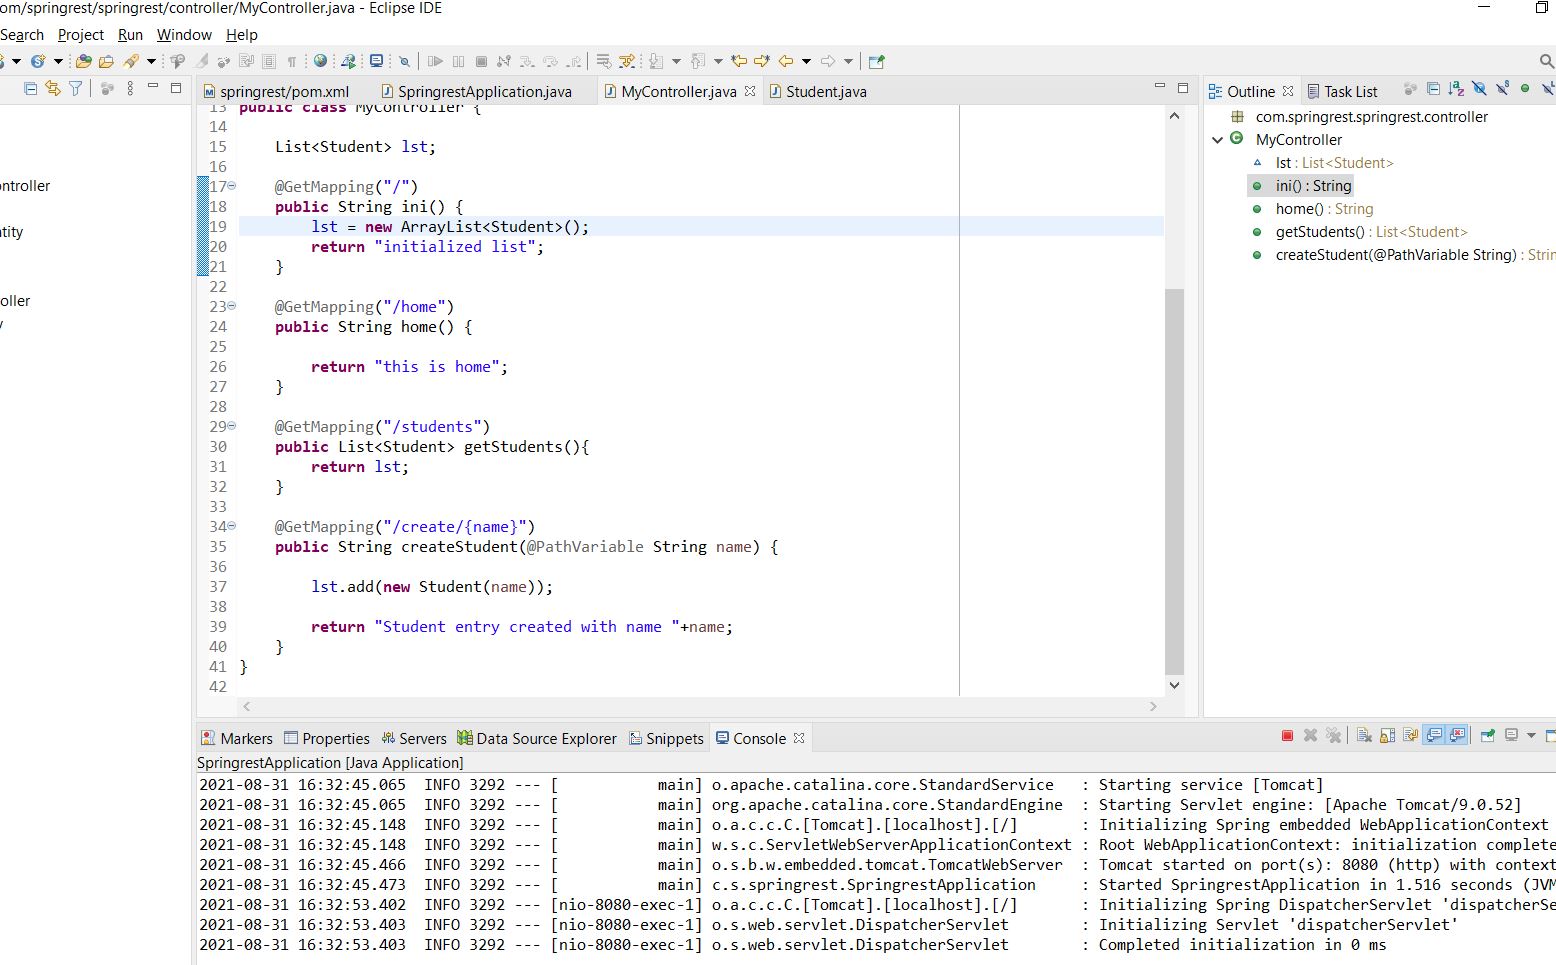 om/springrest/springrest/controller/MyController.java - Eclipse IDE
Search Project Run Window Help
springrest/pom.xml SpringrestApplication.java MyController.java Student.java
Outline Task List
13 public class MyController {
14
15 List<Student> lst;
16
17 @GetMapping("/")
18 public String ini() {
19 lst = new ArrayList<Student>();
20 return "initialized list";
21 }
22
23 @GetMapping("/home")
24 public String home() {
25
26 return "this is home";
27 }
28
29 @GetMapping("/students")
30 public List<Student> getStudents(){
31 return lst;
32 }
33
34 @GetMapping("/create/{name}")
35 public String createStudent(@PathVariable String name) {
36
37 lst.add(new Student(name));
38
39 return "Student entry created with name "+name;
40 }
41 }
42
ontroller
tity
oller
y
com.springrest.springrest.controller
MyController
lst : List<Student>
ini() : String
home() : String
getStudents() : List<Student>
createStudent(@PathVariable String) : Strin
Markers Properties Servers Data Source Explorer Snippets Console
SpringrestApplication [Java Application]
2021-08-31 16:32:45.065 INFO 3292 --- [ main] o.apache.catalina.core.StandardService : Starting service [Tomcat]
2021-08-31 16:32:45.065 INFO 3292 --- [ main] org.apache.catalina.core.StandardEngine : Starting Servlet engine: [Apache Tomcat/9.0.52]
2021-08-31 16:32:45.148 INFO 3292 --- [ main] o.a.c.c.C.[Tomcat].[localhost].[/] : Initializing Spring embedded WebApplicationContext
2021-08-31 16:32:45.148 INFO 3292 --- [ main] w.s.c.ServletWebServerApplicationContext : Root WebApplicationContext: initialization complete
2021-08-31 16:32:45.466 INFO 3292 --- [ main] o.s.b.w.embedded.tomcat.TomcatWebServer : Tomcat started on port(s): 8080 (http) with context
2021-08-31 16:32:45.473 INFO 3292 --- [ main] c.s.springrest.SpringrestApplication : Started SpringrestApplication in 1.516 seconds (JVM
2021-08-31 16:32:53.402 INFO 3292 --- [nio-8080-exec-1] o.a.c.c.C.[Tomcat].[localhost].[/] : Initializing Spring DispatcherServlet 'dispatcherSe
2021-08-31 16:32:53.403 INFO 3292 --- [nio-8080-exec-1] o.s.web.servlet.DispatcherServlet : Initializing Servlet 'dispatcherServlet'
2021-08-31 16:32:53.403 INFO 3292 --- [nio-8080-exec-1] o.s.web.servlet.DispatcherServlet : Completed initialization in 0 ms